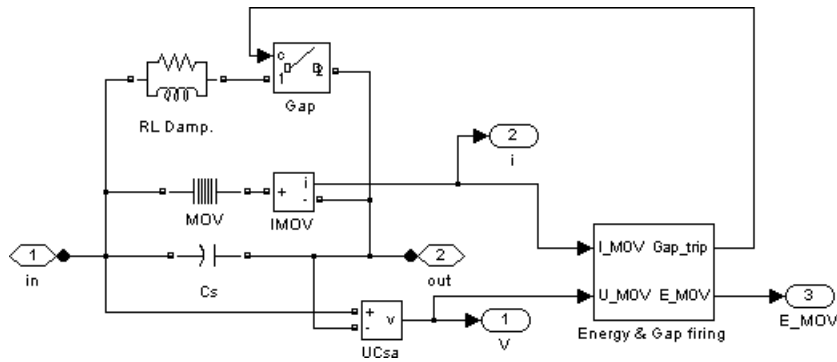 c
1
2
Gap
RL Damp.
2
i
MOV
+
i
-
IMOV
1
in
Cs
2
out
I_MOV Gap_trip
U_MOV E_MOV
Energy & Gap firing
3
E_MOV
+
-
v
UCsa
1
V